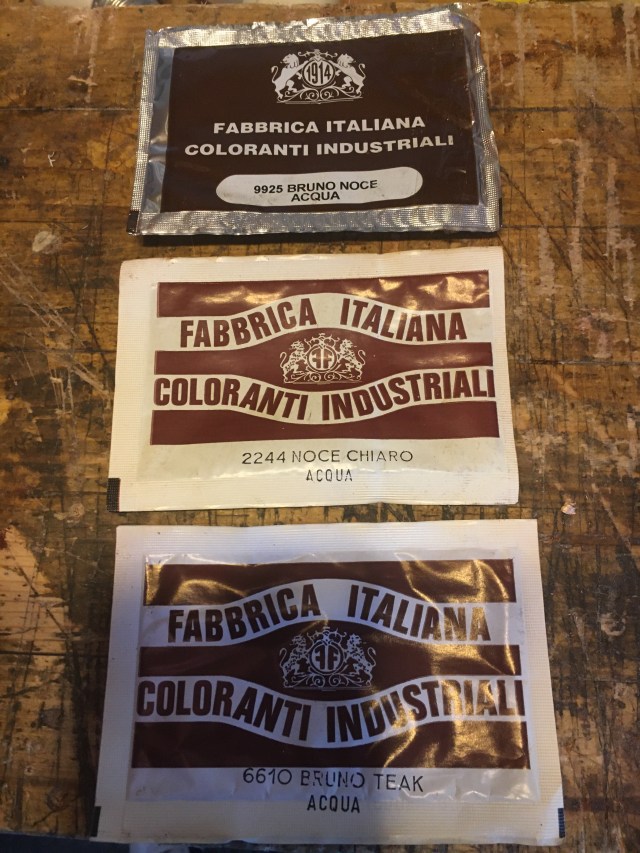 1914
FABBRICA ITALIANA
COLORANTI INDUSTRIALI
9925 BRUNO NOCE
ACQUA
FABBRICA ITALIANA
COLORANTI INDUSTRIALI
2244 NOCE CHIARO
ACQUA
FABBRICA ITALIANA
COLORANTI INDUSTRIALI
6610 BRUNO TEAK
ACQUA